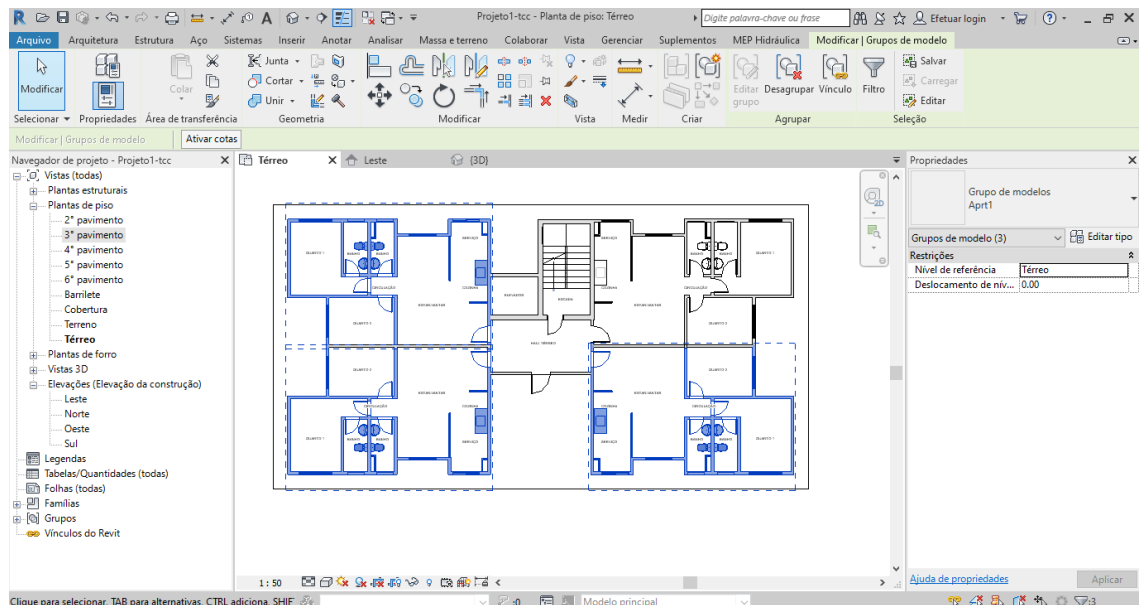 Projeto1-tcc - Planta de piso: Térreo
Digite palavra-chave ou frase
Efetuar login
Arquivo Arquitetura Estrutura Aço Sistemas Inserir Anotar Analisar Massa e terreno Colaborar Vista Gerenciar Suplementos MEP Hidráulica Modificar | Grupos de modelo
Modificar
Colar
Junta
Cortar
Unir
Editar grupo
Desagrupar
Vínculo
Filtro
Salvar
Carregar
Editar
Selecionar Propriedades Área de transferência Geometria Modificar Vista Medir Criar Agrupar Seleção
Modificar | Grupos de modelo Ativar cotas
Navegador de projeto - Projeto1-tcc
Térreo Leste {3D}
Vistas (todas)
Plantas estruturais
Plantas de piso
2° pavimento
3° pavimento
4° pavimento
5° pavimento
6° pavimento
Barrilete
Cobertura
Terreno
Térreo
Plantas de forro
Vistas 3D
Elevações (Elevação da construção)
Leste
Norte
Oeste
Sul
Legendas
Tabelas/Quantidades (todas)
Folhas (todas)
Famílias
Grupos
Vínculos do Revit
2D
HALL TÉRREO
Propriedades
Grupo de modelos
Aprt1
Grupos de modelo (3) Editar tipo
Restrições
Nível de referência Térreo
Deslocamento de nív... 0.00
Ajuda de propriedades Aplicar
1 : 50
Clique para selecionar, TAB para alternativas, CTRL adiciona, SHIF
:0
Modelo principal
:3